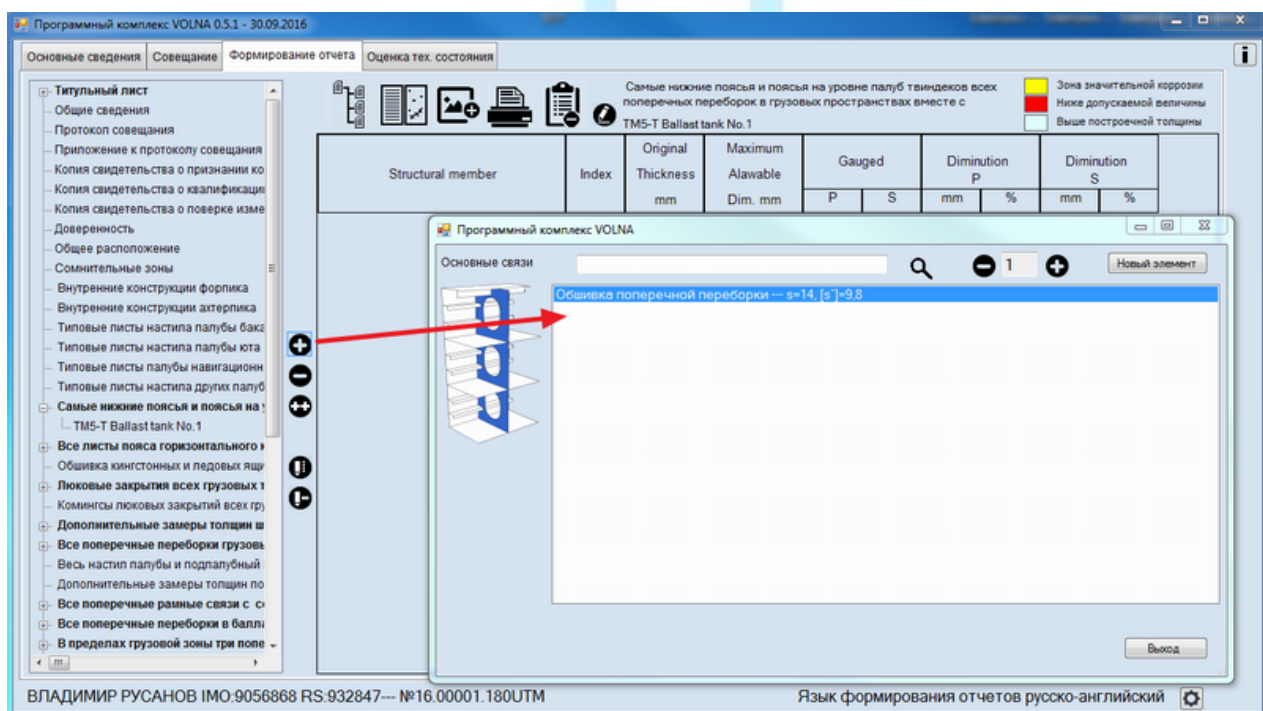 Программный комплекс VOLNA 0.5.1 - 30.09.2016
Основные сведения Совещание Формирование отчета Оценка тех. состояния
Титульный лист
Общие сведения
Протокол совещания
Приложение к протоколу совещания
Копия свидетельства о признании ко
Копия свидетельства о квалификаци
Копия свидетельства о поверке изме
Доверенность
Общее расположение
Сомнительные зоны
Внутренние конструкции форпика
Внутренние конструкции ахтерпика
Типовые листы настила палубы бака
Типовые листы настила палубы юта
Типовые листы палубы навигационн
Типовые листы настила других палуб
Самые нижние поясья и поясья на
TM5-T Ballast tank No.1
Все листы пояса горизонтального
Обшивка кингстонных и ледовых ящи
Люковые закрытия всех грузовых т
Комингсы люковых закрытий всех гру
Дополнительные замеры толщин ш
Все поперечные переборки грузовь
Весь настил палубы и подпалубный
Дополнительные замеры толщин по
Все поперечные рамные связи с
Все поперечные переборки в балла
В пределах грузовой зоны три попе
Самые нижние поясья и поясья на уровне палуб твиндеков всех
поперечных переборок в грузовых пространствах вместе с
TM5-T Ballast tank No.1
Зона значительной коррозии
Ниже допускаемой величины
Выше построечной толщины
Structural member Index Original Thickness mm Maximum Alawable Dim. mm Gauged Diminution P Diminution S
P S mm % mm %
Программный комплекс VOLNA
Основные связи 1 Новый элемент
Обшивка поперечной переборки --- s=14, [s']=9,8
Выход
ВЛАДИМИР РУСАНОВ IMO:9056868 RS:932847--- №16.00001.180UTM
Язык формирования отчетов русско-английский